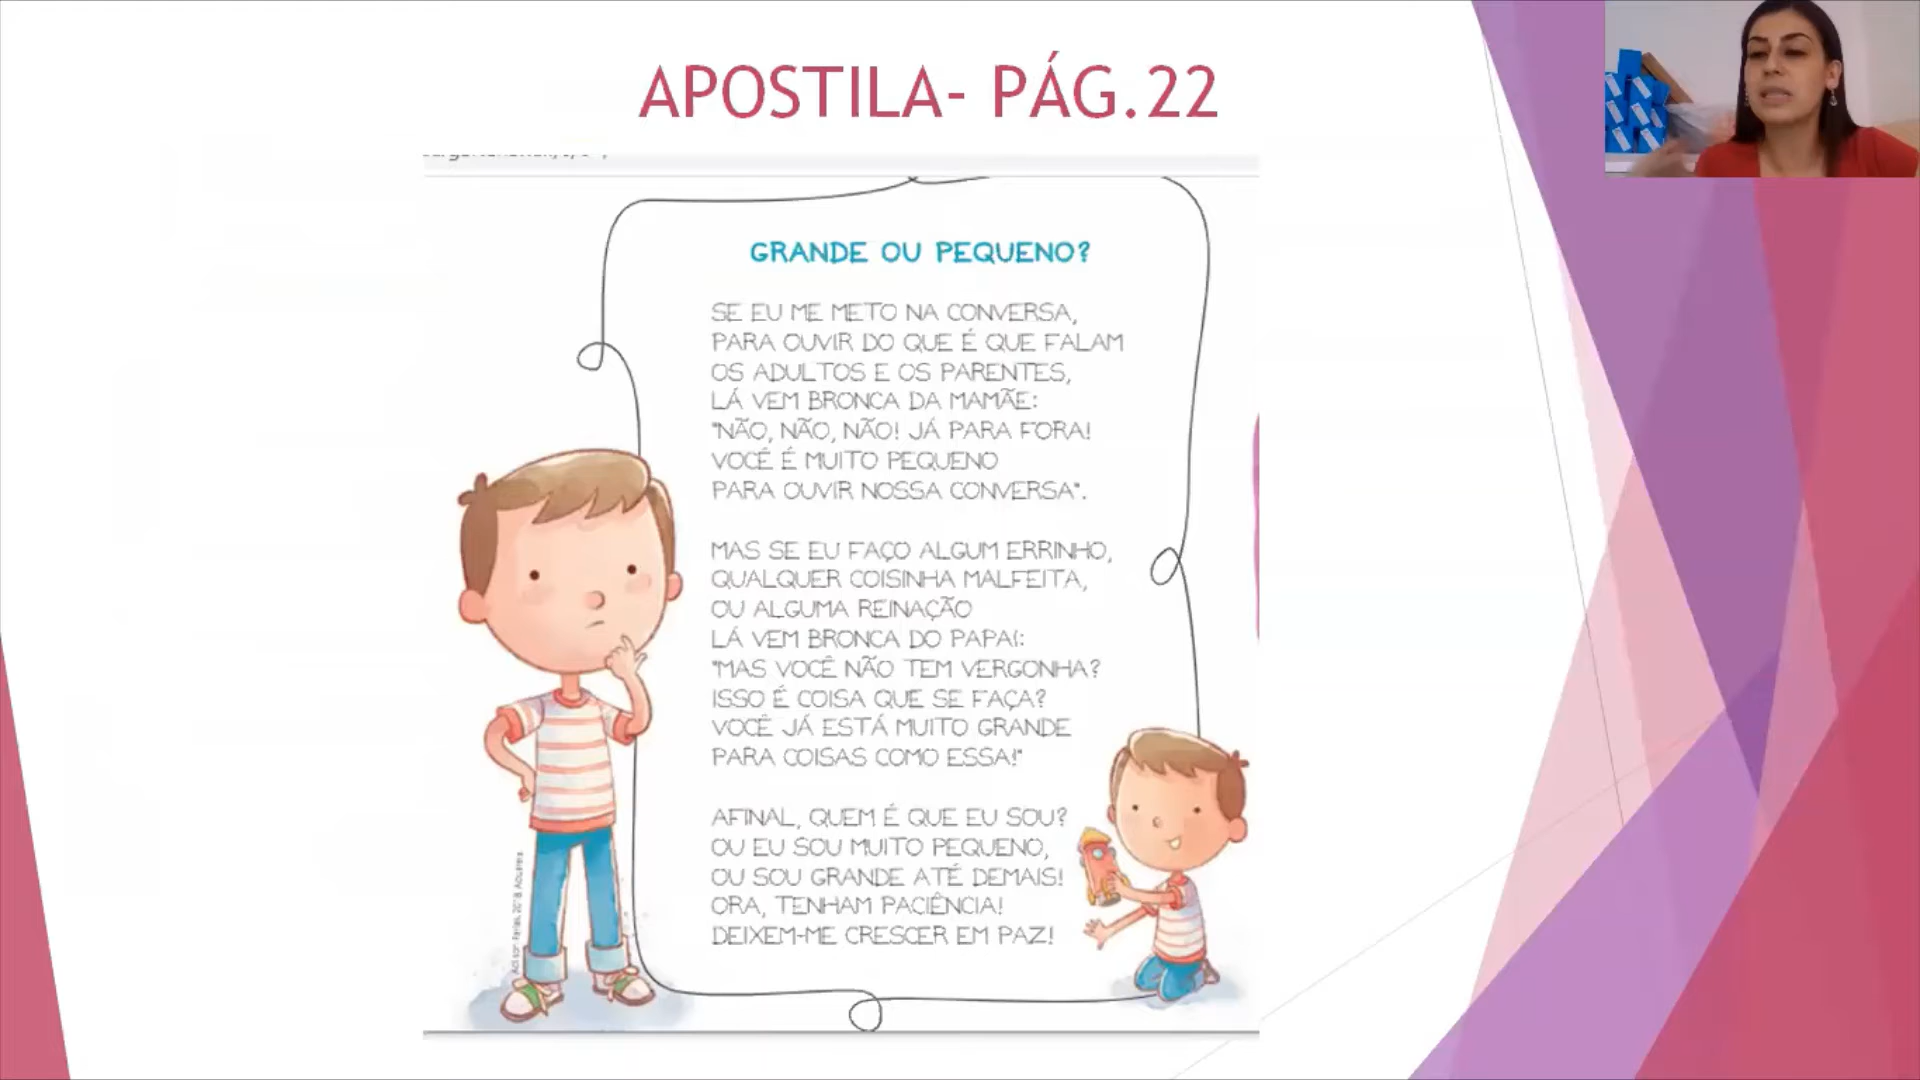 APOSTILA- PÁG.22
GRANDE OU PEQUENO?
SE EU ME METO NA CONVERSA,
PARA OUVIR DO QUE É QUE FALAM
OS ADULTOS E OS PARENTES,
LÁ VEM BRONCA DA MAMÃE:
"NÃO, NÃO, NÃO! JÁ PARA FORA!
VOCÊ É MUITO PEQUENO
PARA OUVIR NOSSA CONVERSA".
MAS SE EU FAÇO ALGUM ERRINHO,
QUALQUER COISINHA MALFEITA,
OU ALGUMA REINAÇÃO
LÁ VEM BRONCA DO PAPAI:
"MAS VOCÊ NÃO TEM VERGONHA?
ISSO É COISA QUE SE FAÇA?
VOCÊ JÁ ESTÁ MUITO GRANDE
PARA COISAS COMO ESSA!"
AFINAL, QUEM É QUE EU SOU?
OU EU SOU MUITO PEQUENO,
OU SOU GRANDE ATÉ DEMAIS!
ORA, TENHAM PACIÊNCIA!
DEIXEM-ME CRESCER EM PAZ!